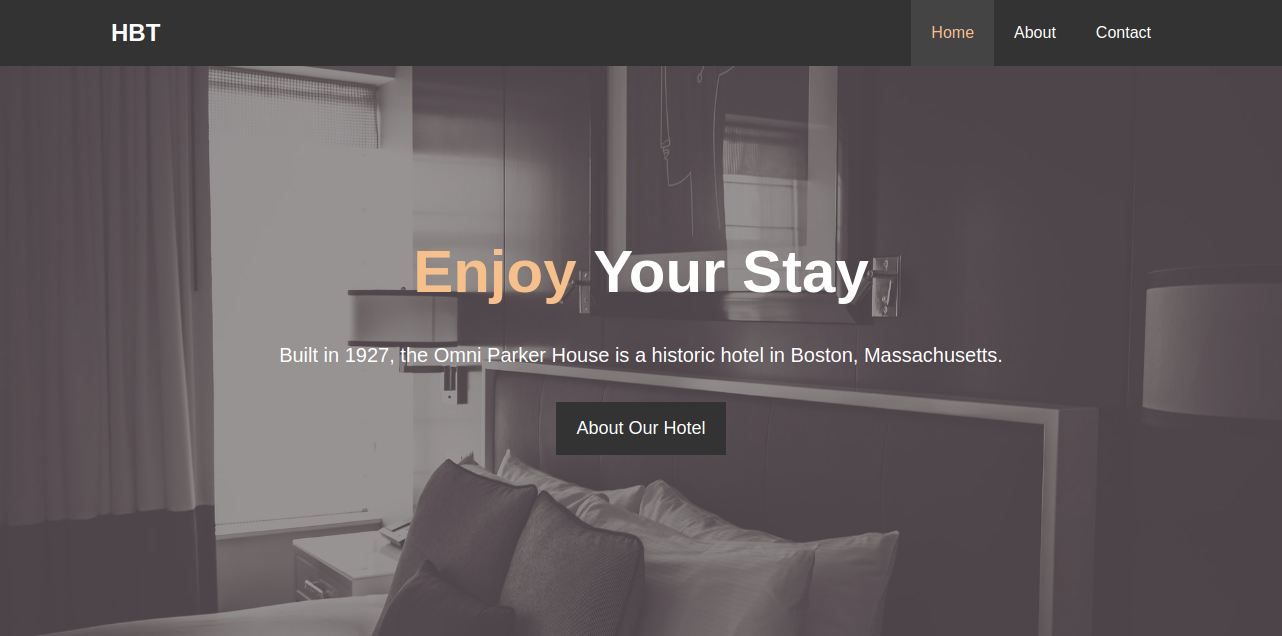 HBT
Home About Contact
Enjoy Your Stay
Built in 1927, the Omni Parker House is a historic hotel in Boston, Massachusetts.
About Our Hotel